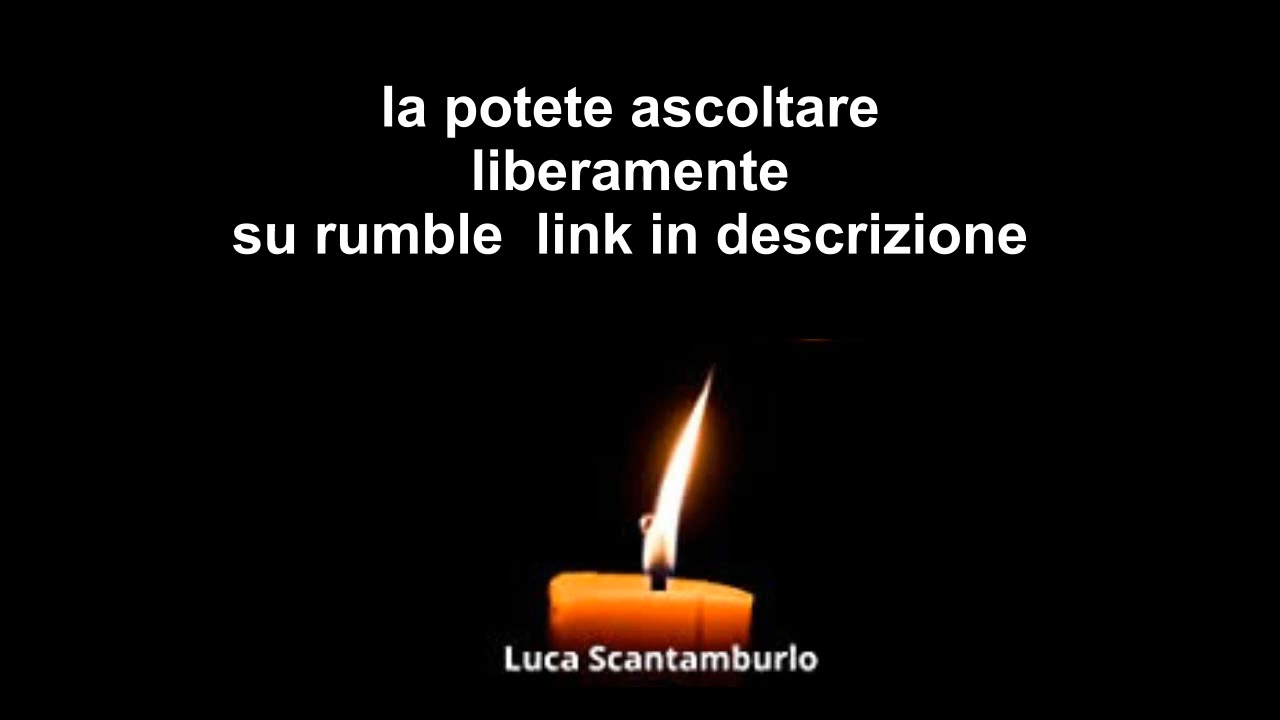 la potete ascoltare
liberamente
su rumble  link in descrizione
Luca Scantamburlo